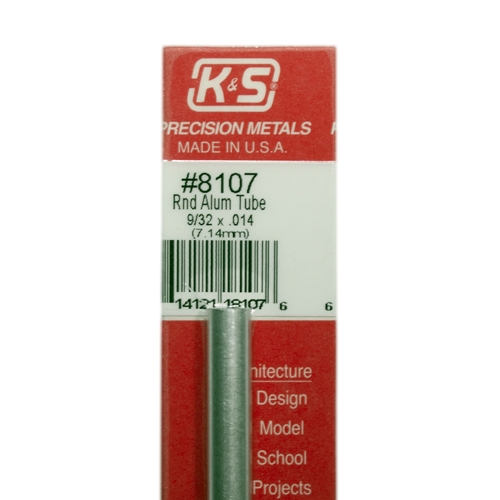 K&S®
PRECISION METALS K
MADE IN U.S.A.
#8107
Rnd Alum Tube
9/32 x .014
(7.14mm)
14121 18107 6 6
hitecture
Design
Model
School
Projects